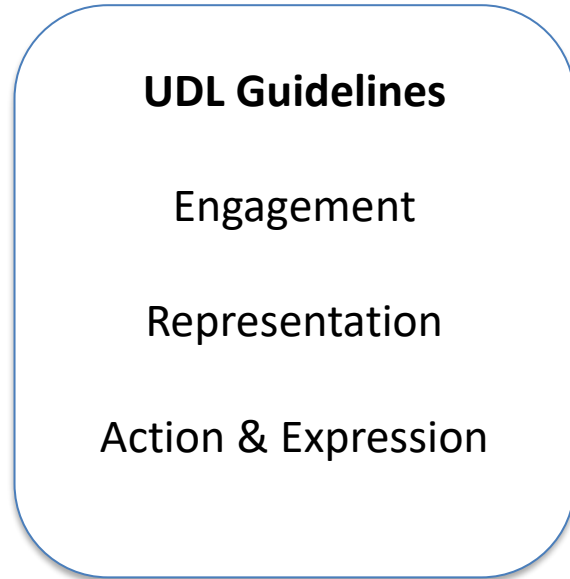 UDL Guidelines
Engagement
Representation
Action & Expression